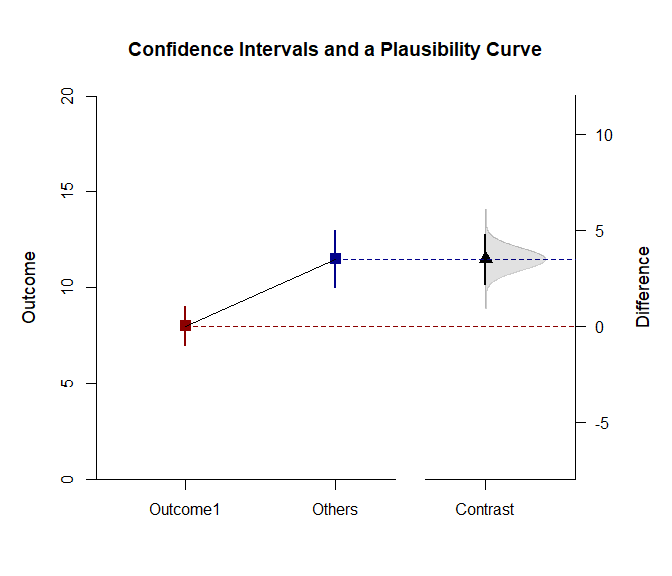 Confidence Intervals and a Plausibility Curve
Outcome
20
15
10
5
0
10
5
0
-5
Difference
Outcome1
Others
Contrast